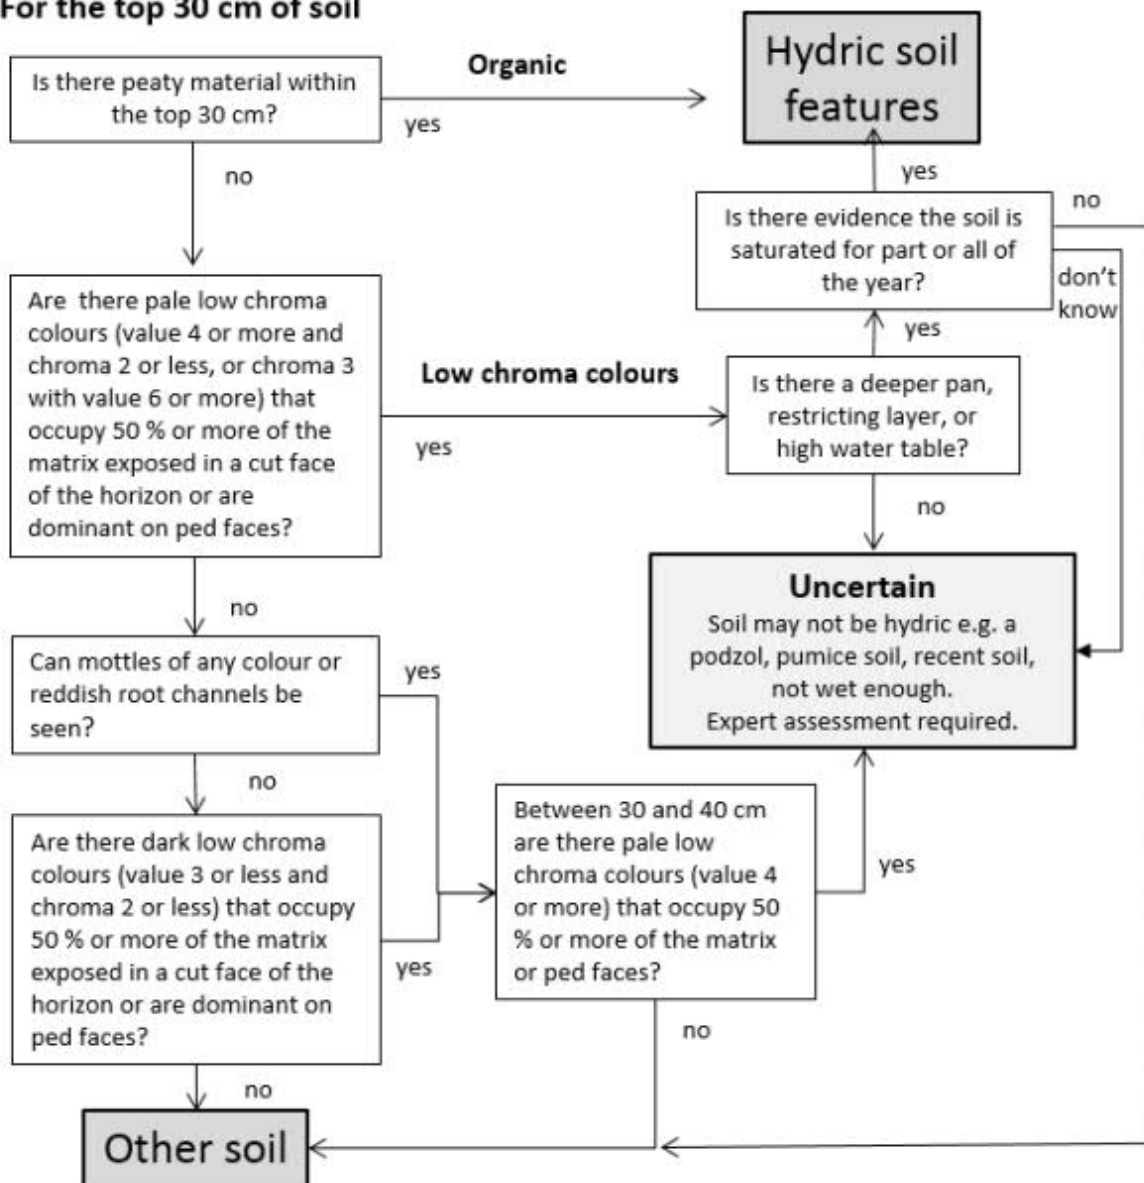 For the top 30 cm of soil
Is there peaty material within
the top 30 cm?
Organic
yes
Hydric soil
features
no
yes
Is there evidence the soil is
saturated for part or all of
the year?
no
don't
know
Are there pale low chroma
colours (value 4 or more and
chroma 2 or less, or chroma 3
with value 6 or more) that
occupy 50 % or more of the
matrix exposed in a cut face
of the horizon or are
dominant on ped faces?
Low chroma colours
yes
yes
Is there a deeper pan,
restricting layer, or
high water table?
no
no
Uncertain
Soil may not be hydric e.g. a
podzol, pumice soil, recent soil,
not wet enough.
Expert assessment required.
Can mottles of any colour or
reddish root channels be
seen?
yes
no
Are there dark low chroma
colours (value 3 or less and
chroma 2 or less) that occupy
50 % or more of the matrix
exposed in a cut face of the
horizon or are dominant on
ped faces?
yes
Between 30 and 40 cm
are there pale low
chroma colours (value 4
or more) that occupy 50
% or more of the matrix
or ped faces?
yes
no
no
Other soil